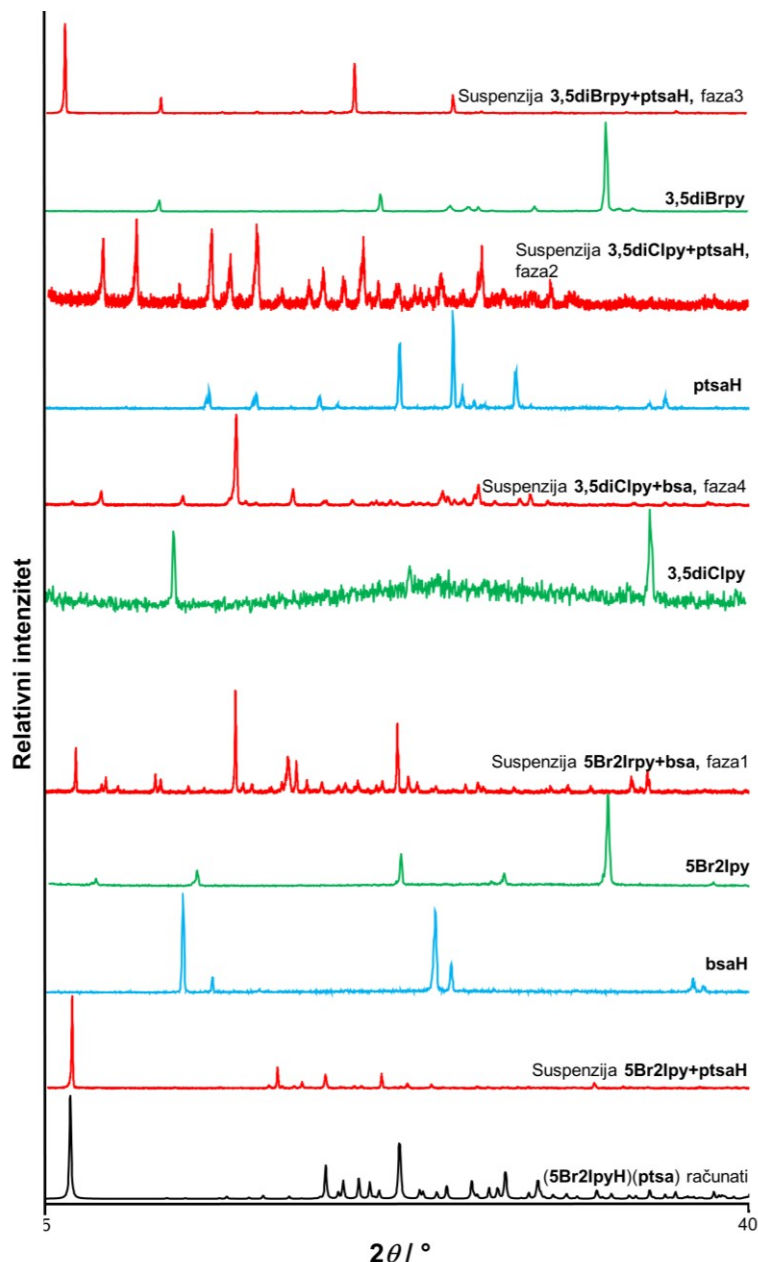 Suspenzija 3,5diBrpy+ptsaH, faza3
3,5diBrpy
Suspenzija 3,5diClpy+ptsaH,
faza2
ptsaH
Suspenzija 3,5diClpy+bsa, faza4
3,5diClpy
Relativni intenzitet
Suspenzija 5Br2Irpy+bsa, faza1
5Br2Ipy
bsaH
Suspenzija 5Br2Ipy+ptsaH
(5Br2IpyH)(ptsa) računati
5
40
2θ / °